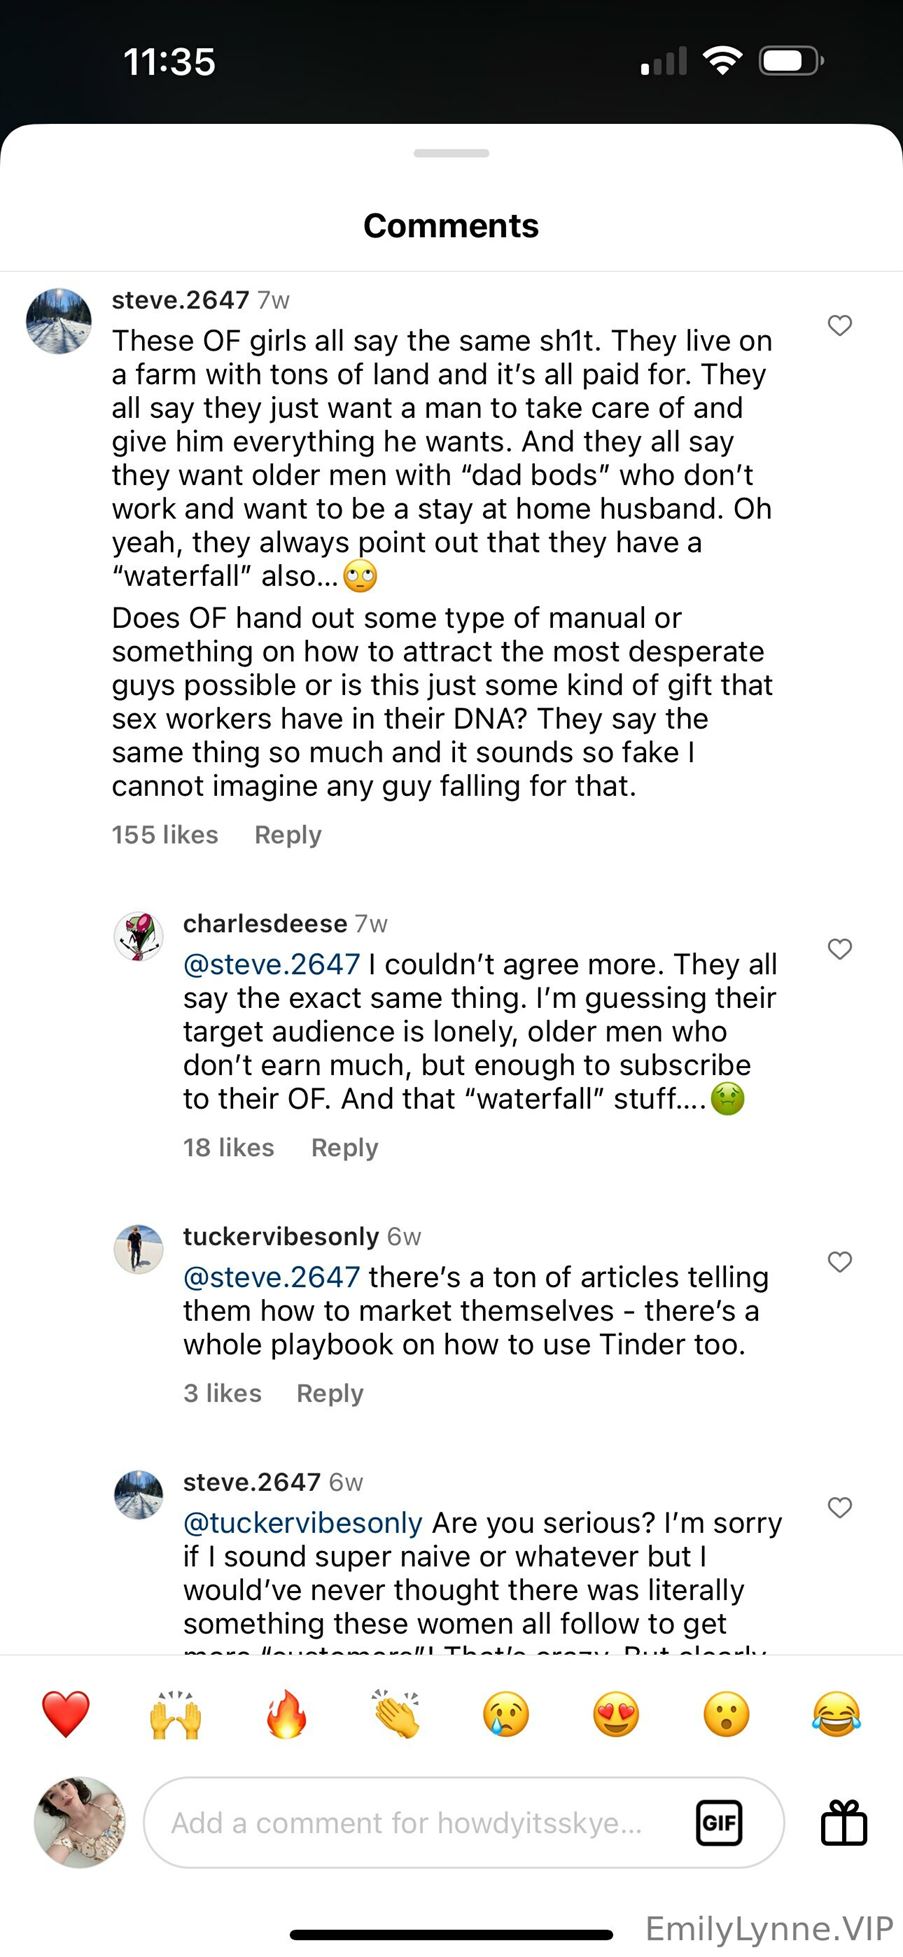 11:35
Comments
steve.2647 7w
These OF girls all say the same sh1t. They live on
a farm with tons of land and it’s all paid for. They
all say they just want a man to take care of and
give him everything he wants. And they all say
they want older men with “dad bods” who don’t
work and want to be a stay at home husband. Oh
yeah, they always point out that they have a
“waterfall” also...🙄
Does OF hand out some type of manual or
something on how to attract the most desperate
guys possible or is this just some kind of gift that
sex workers have in their DNA? They say the
same thing so much and it sounds so fake I
cannot imagine any guy falling for that.
155 likes Reply
charlesdeese 7w
@steve.2647 I couldn’t agree more. They all
say the exact same thing. I’m guessing their
target audience is lonely, older men who
don’t earn much, but enough to subscribe
to their OF. And that “waterfall” stuff....🤢
18 likes Reply
tuckervibesonly 6w
@steve.2647 there’s a ton of articles telling
them how to market themselves - there’s a
whole playbook on how to use Tinder too.
3 likes Reply
steve.2647 6w
@tuckervibesonly Are you serious? I’m sorry
if I sound super naive or whatever but I
would’ve never thought there was literally
something these women all follow to get
more “customers”! That’s crazy. But clearly
Add a comment for howdyitsskye... GIF
EmilyLynne.VIP